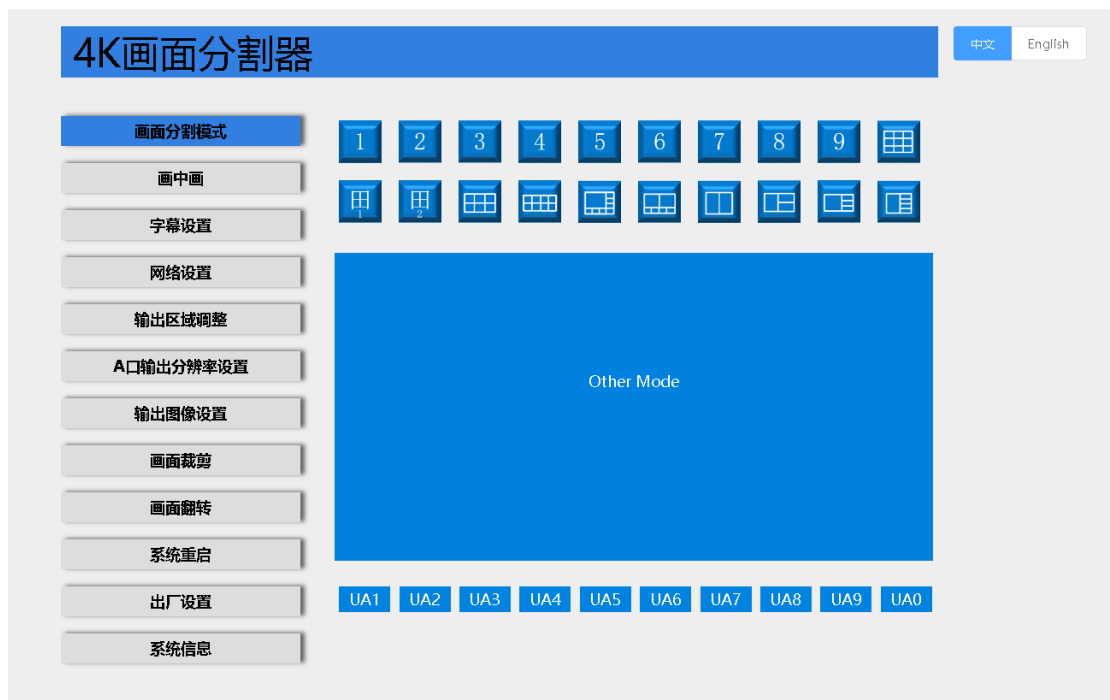 4K画面分割器
中文 English
画面分割模式
画中画
字幕设置
网络设置
输出区域调整
A口输出分辨率设置
输出图像设置
画面裁剪
画面翻转
系统重启
出厂设置
系统信息
1 2 3 4 5 6 7 8 9
1 2
Other Mode
UA1 UA2 UA3 UA4 UA5 UA6 UA7 UA8 UA9 UA0